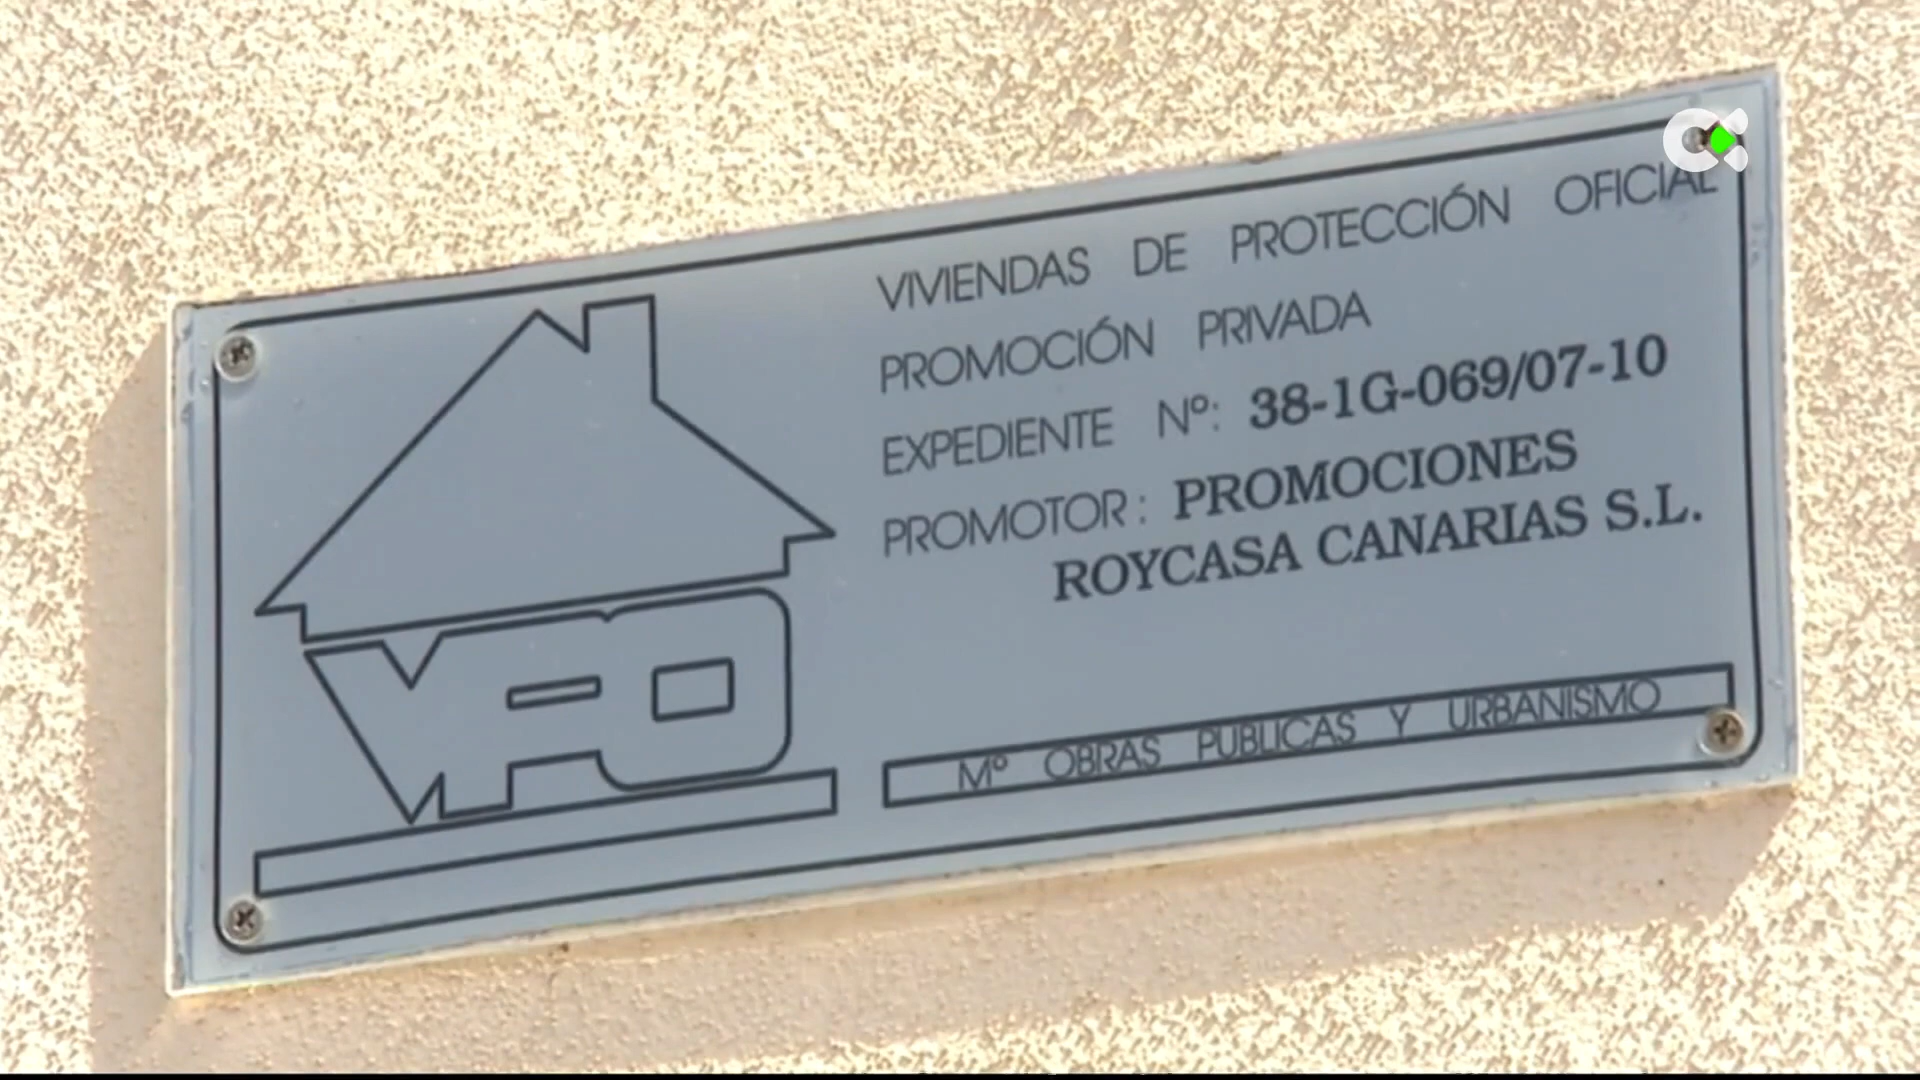 VIVIENDAS DE PROTECCIÓN OFICIAL
PROMOCIÓN PRIVADA
EXPEDIENTE Nº: 38-1G-069/07-10
PROMOTOR: PROMOCIONES
ROYCASA CANARIAS S.L.
VPO
Mº OBRAS PUBLICAS Y URBANISMO